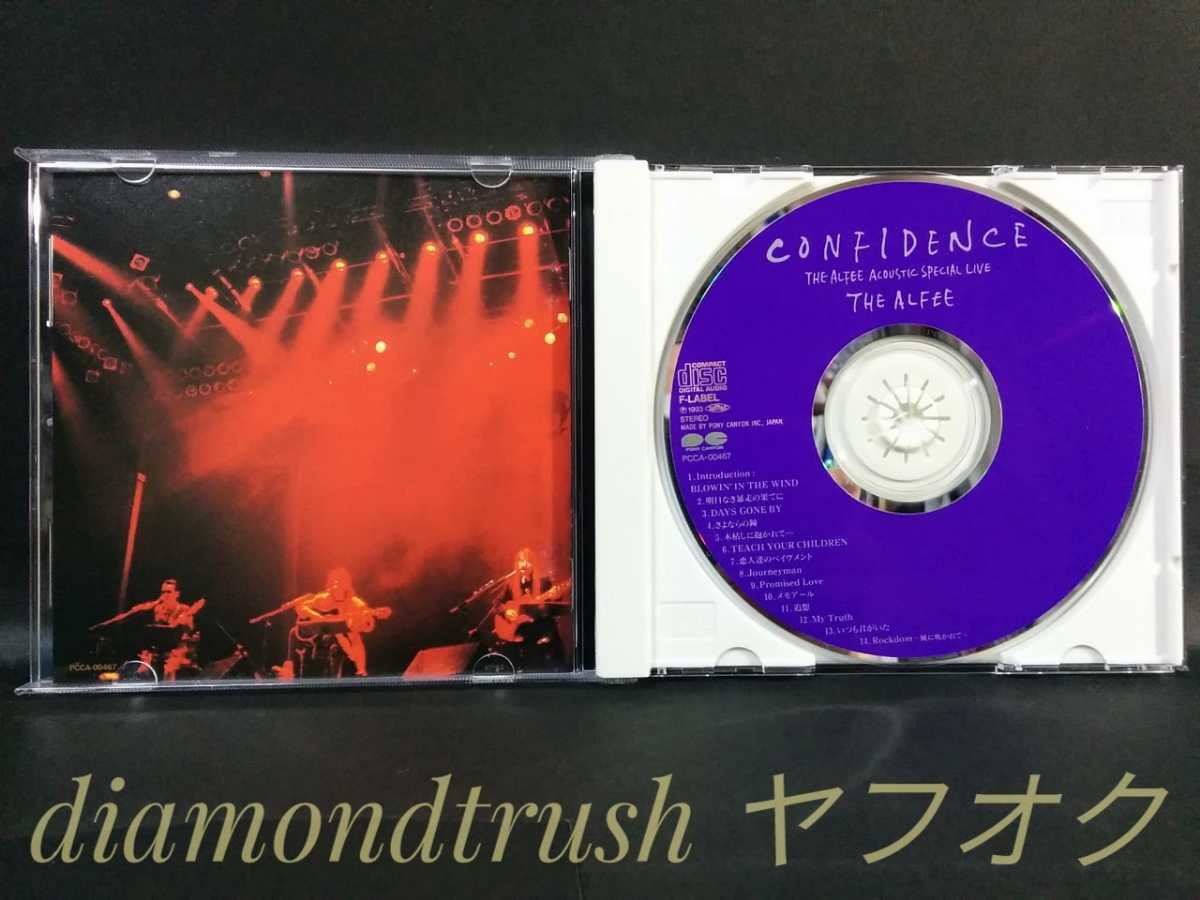 PCCA-00467
CONFIDENCE
THE ALFEE ACOUSTIC SPECIAL LIVE
THE ALFEE
COMPACT
disc
DIGITAL AUDIO
F-LABEL
℗1993
STEREO
MADE BY PONY CANYON INC., JAPAN.
PONY CANYON
PCCA-00467
1.Introduction :
BLOWIN' IN THE WIND
2.明日なき暴走の果てに
3.DAYS GONE BY
4.さよならの鐘
5.木枯しに抱かれて…
6.TEACH YOUR CHILDREN
7.恋人達のペイヴメント
8.Journeyman
9.Promised Love
10.メモアール
11.追想
12.My Truth
13.いつも君がいた
14.Rockdom -風に吹かれて-
diamondtrush ヤフオク